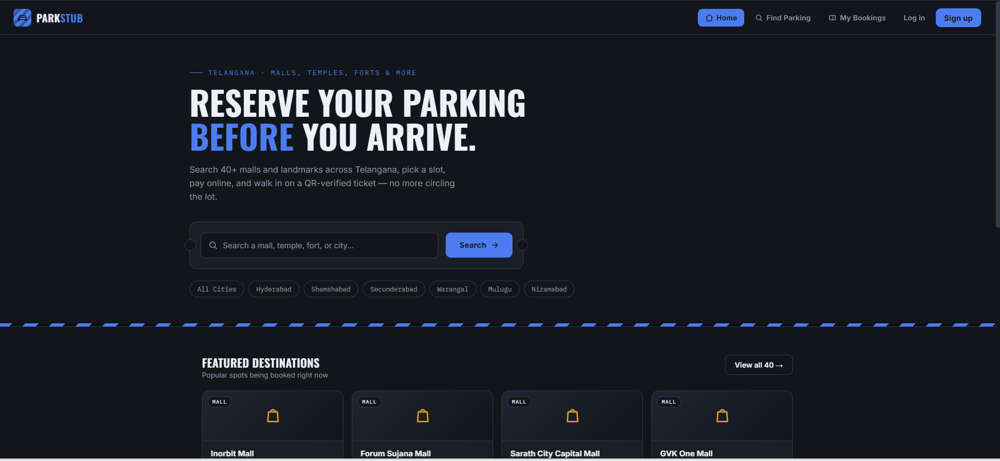 PARKSTUB
Home
Find Parking
My Bookings
Log in
Sign up
TELANGANA · MALLS, TEMPLES, FORTS & MORE
RESERVE YOUR PARKING
BEFORE YOU ARRIVE.
Search 40+ malls and landmarks across Telangana, pick a slot,
pay online, and walk in on a QR-verified ticket — no more circling
the lot.
Search a mall, temple, fort, or city...
Search →
All Cities
Hyderabad
Shamshabad
Secunderabad
Warangal
Mulugu
Nizamabad
FEATURED DESTINATIONS
Popular spots being booked right now
View all 40 →
MALL
Inorbit Mall
MALL
Forum Sujana Mall
MALL
Sarath City Capital Mall
MALL
GVK One Mall